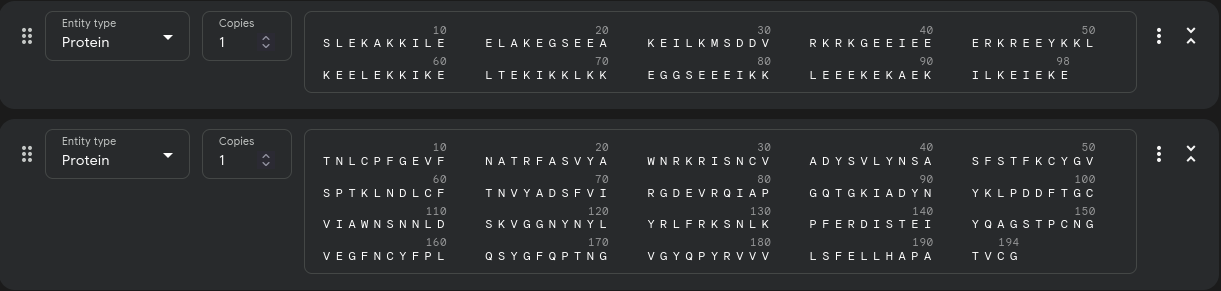 Entity type
Protein
Copies
1
10 20 30 40 50
SLEKAKKILE ELAKEGSEEA KEILKMSDDV RKRKGEEIEE ERKREEYKKL
60 70 80 90 98
KEELEKKIKE LTEKIKKLKK EGGSEEEIKK LEEEKEKAEK ILKEIEKE
Entity type
Protein
Copies
1
10 20 30 40 50
TNLCPFGEVF NATRFASVYA WNRKRISNCV ADYSVLYNSA SFSTFKCYGV
60 70 80 90 100
SPTKLNDLCF TNVYADSFVI RGDEVRQIAP GQTGKIADYN YKLPDDFTGC
110 120 130 140 150
VIAWNSNNLD SKVGGNYNYL YRLFRKSNLK PFERDISTEI YQAGSTPCNG
160 170 180 190 194
VEGFNCYFPL QSYGFQPTNG VGYQPYRVVV LSFELLHAPA TVCG